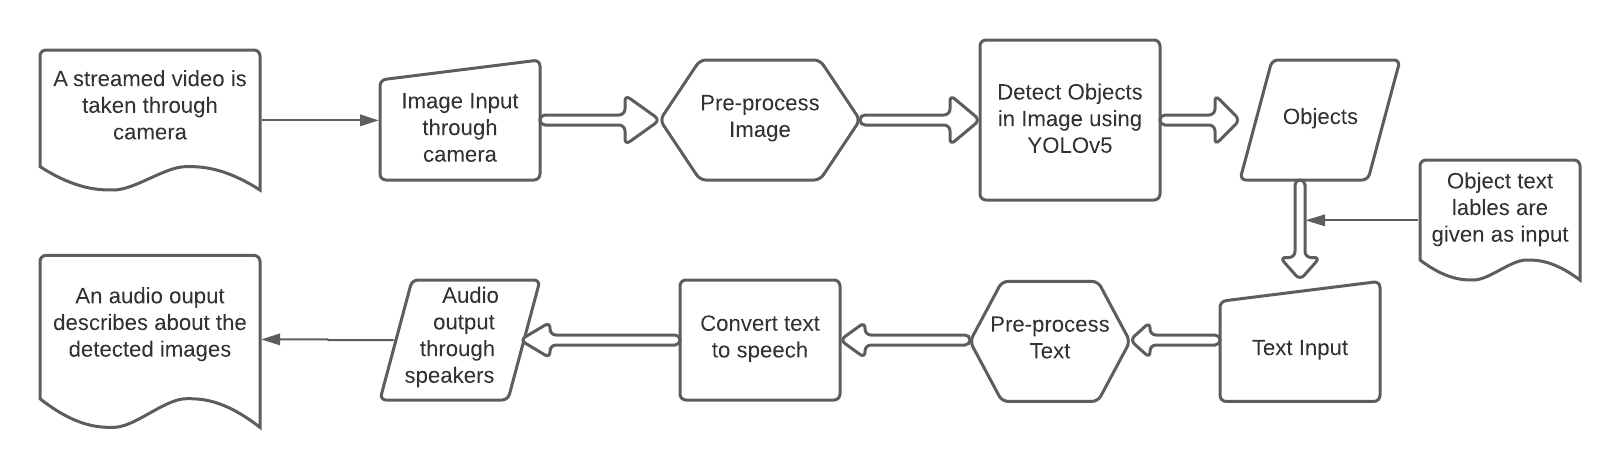 A streamed video is
taken through
camera
Image Input
through
camera
Pre-process
Image
Detect Objects
in Image using
YOLOv5
Objects
Object text
lables are
given as input
Text Input
Pre-process
Text
Convert text
to speech
Audio
output
through
speakers
An audio ouput
describes about the
detected images